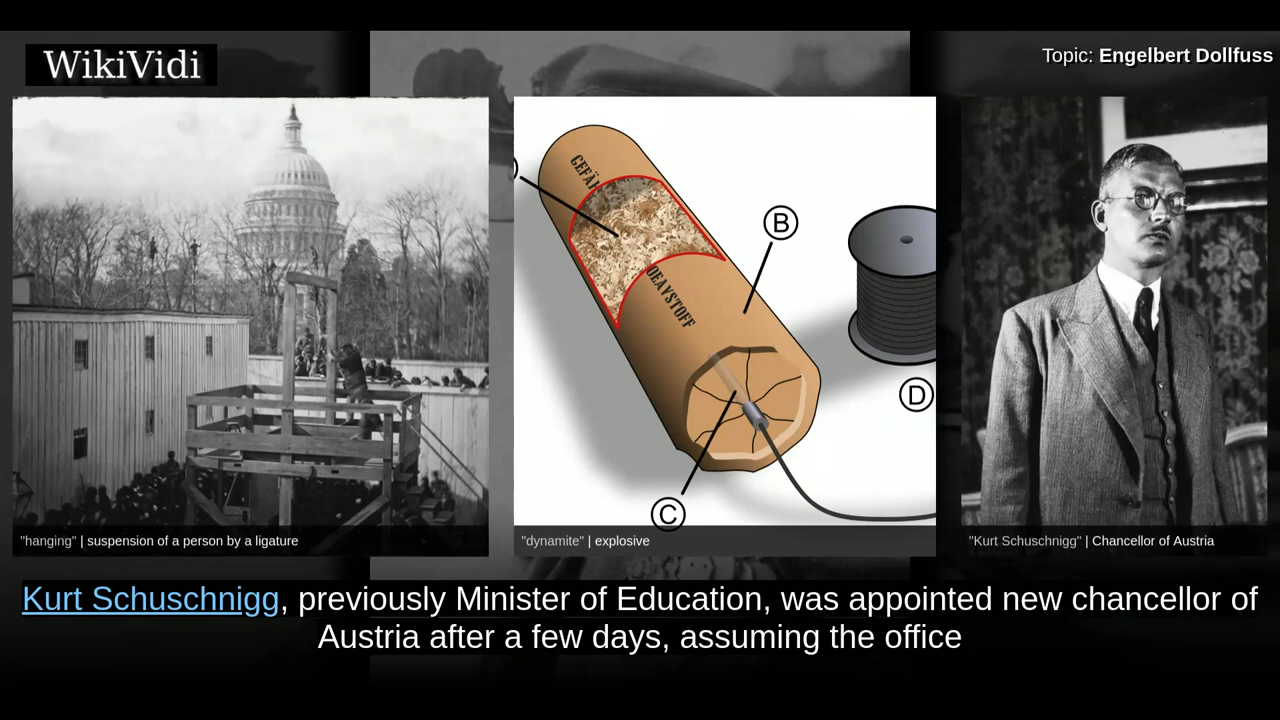 WikiVidi
Topic: Engelbert Dollfuss
B
D
C
"hanging" | suspension of a person by a ligature
"dynamite" | explosive
"Kurt Schuschnigg" | Chancellor of Austria
Kurt Schuschnigg, previously Minister of Education, was appointed new chancellor of
Austria after a few days, assuming the office